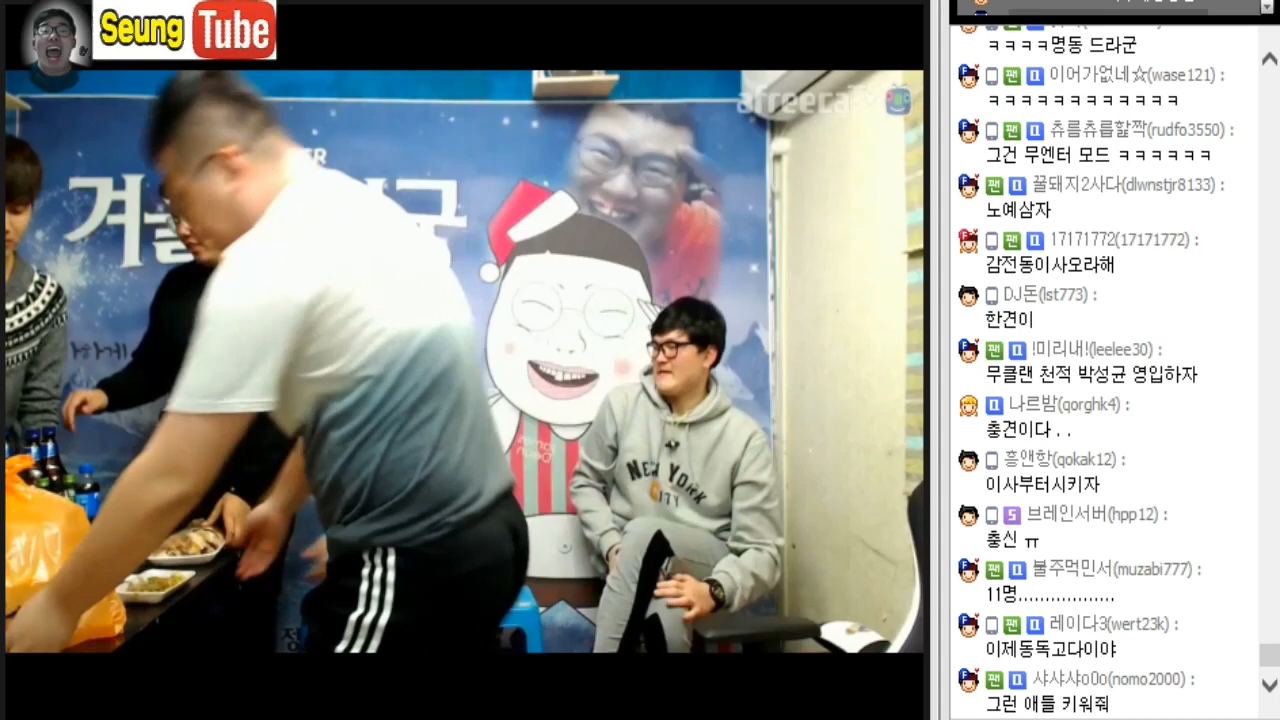 Seung Tube
afreeca
겨울
NEW YORK
CITY
ㅋㅋㅋㅋ명동 드라군
이어가없네☆(wase121) :
ㅋㅋㅋㅋㅋㅋㅋㅋㅋㅋㅋㅋ
츄릅츄릅핥짝(rudfo3550) :
그건 무엔터 모드 ㅋㅋㅋㅋㅋㅋ
꿀돼지2사다(dlwnstjr8133) :
노예삼자
17171772(17171772) :
감전동이사오라해
DJ돈(lst773) :
한견이
!미리내!(leelee30) :
무클랜 천적 박성균 영입하자
나르밤(qorghk4) :
충견이다 . .
흥앤항(qokak12) :
이사부터시키자
브레인서버(hpp12) :
충신 ㅠ
불주먹민서(muzabi777) :
11명..................
레이다3(wert23k) :
이제동독고다이야
샤샤샤o0o(nomo2000) :
그런 애들 키워줘